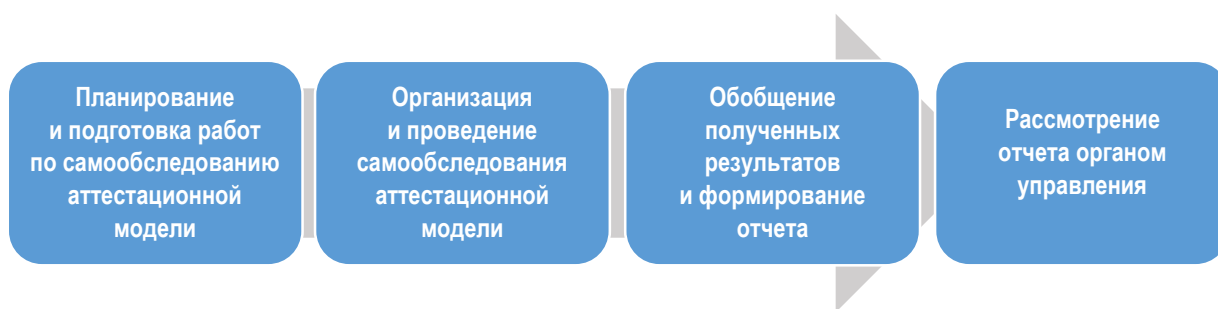 Планирование
и подготовка работ
по самообследованию
аттестационной
модели
Организация
и проведение
самообследования
аттестационной
модели
Обобщение
полученных
результатов
и формирование
отчета
Рассмотрение
отчета органом
управления